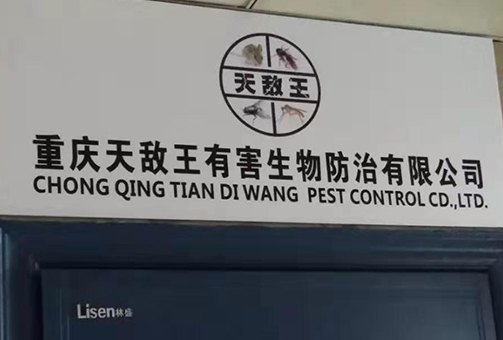 天敌王
重庆天敌王有害生物防治有限公司
CHONG QING TIAN DI WANG PEST CONTROL CD.,LTD.
Lisen林盛